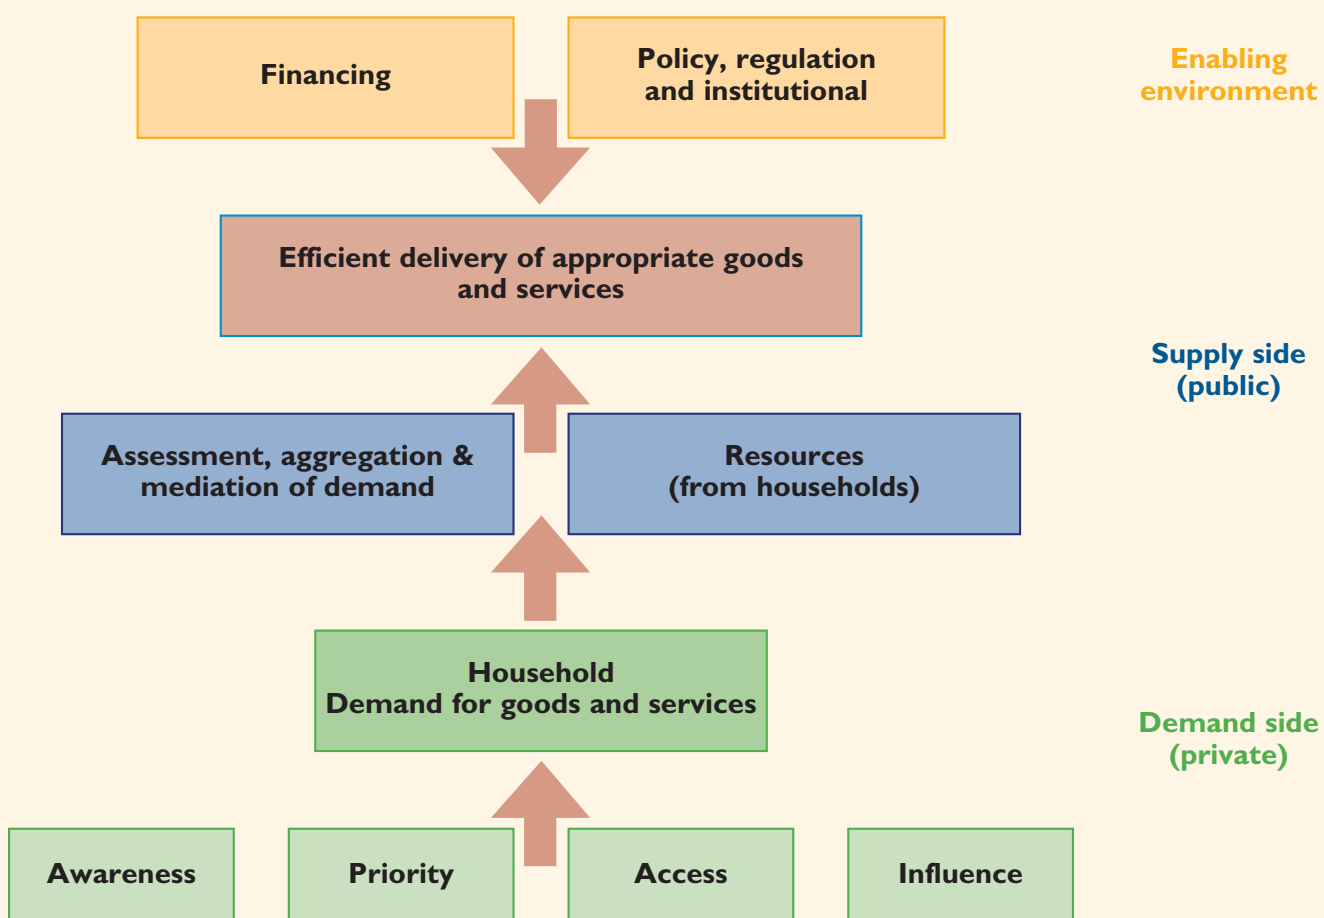 Financing
Policy, regulation
and institutional
Enabling
environment
Efficient delivery of appropriate goods
and services
Supply side
(public)
Assessment, aggregation &
mediation of demand
Resources
(from households)
Household
Demand for goods and services
Demand side
(private)
Awareness
Priority
Access
Influence